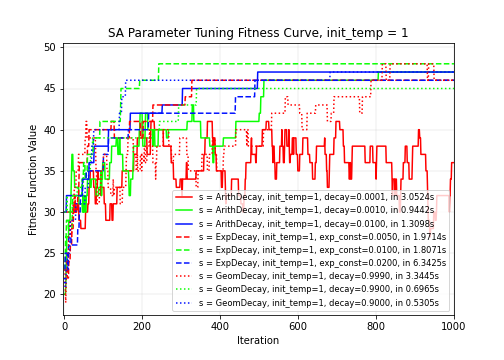 SA Parameter Tuning Fitness Curve, init_temp = 1
50
45
40
35
30
25
20
Fitness Function Value
s = ArithDecay, init_temp=1, decay=0.0001, in 3.0524s
s = ArithDecay, init_temp=1, decay=0.0010, in 0.9442s
s = ArithDecay, init_temp=1, decay=0.0100, in 1.3098s
s = ExpDecay, init_temp=1, exp_const=0.0050, in 1.9714s
s = ExpDecay, init_temp=1, exp_const=0.0100, in 1.8071s
s = ExpDecay, init_temp=1, exp_const=0.0200, in 6.3425s
s = GeomDecay, init_temp=1, decay=0.9990, in 3.3445s
s = GeomDecay, init_temp=1, decay=0.9900, in 0.6965s
s = GeomDecay, init_temp=1, decay=0.9000, in 0.5305s
0 200 400 600 800 1000
Iteration